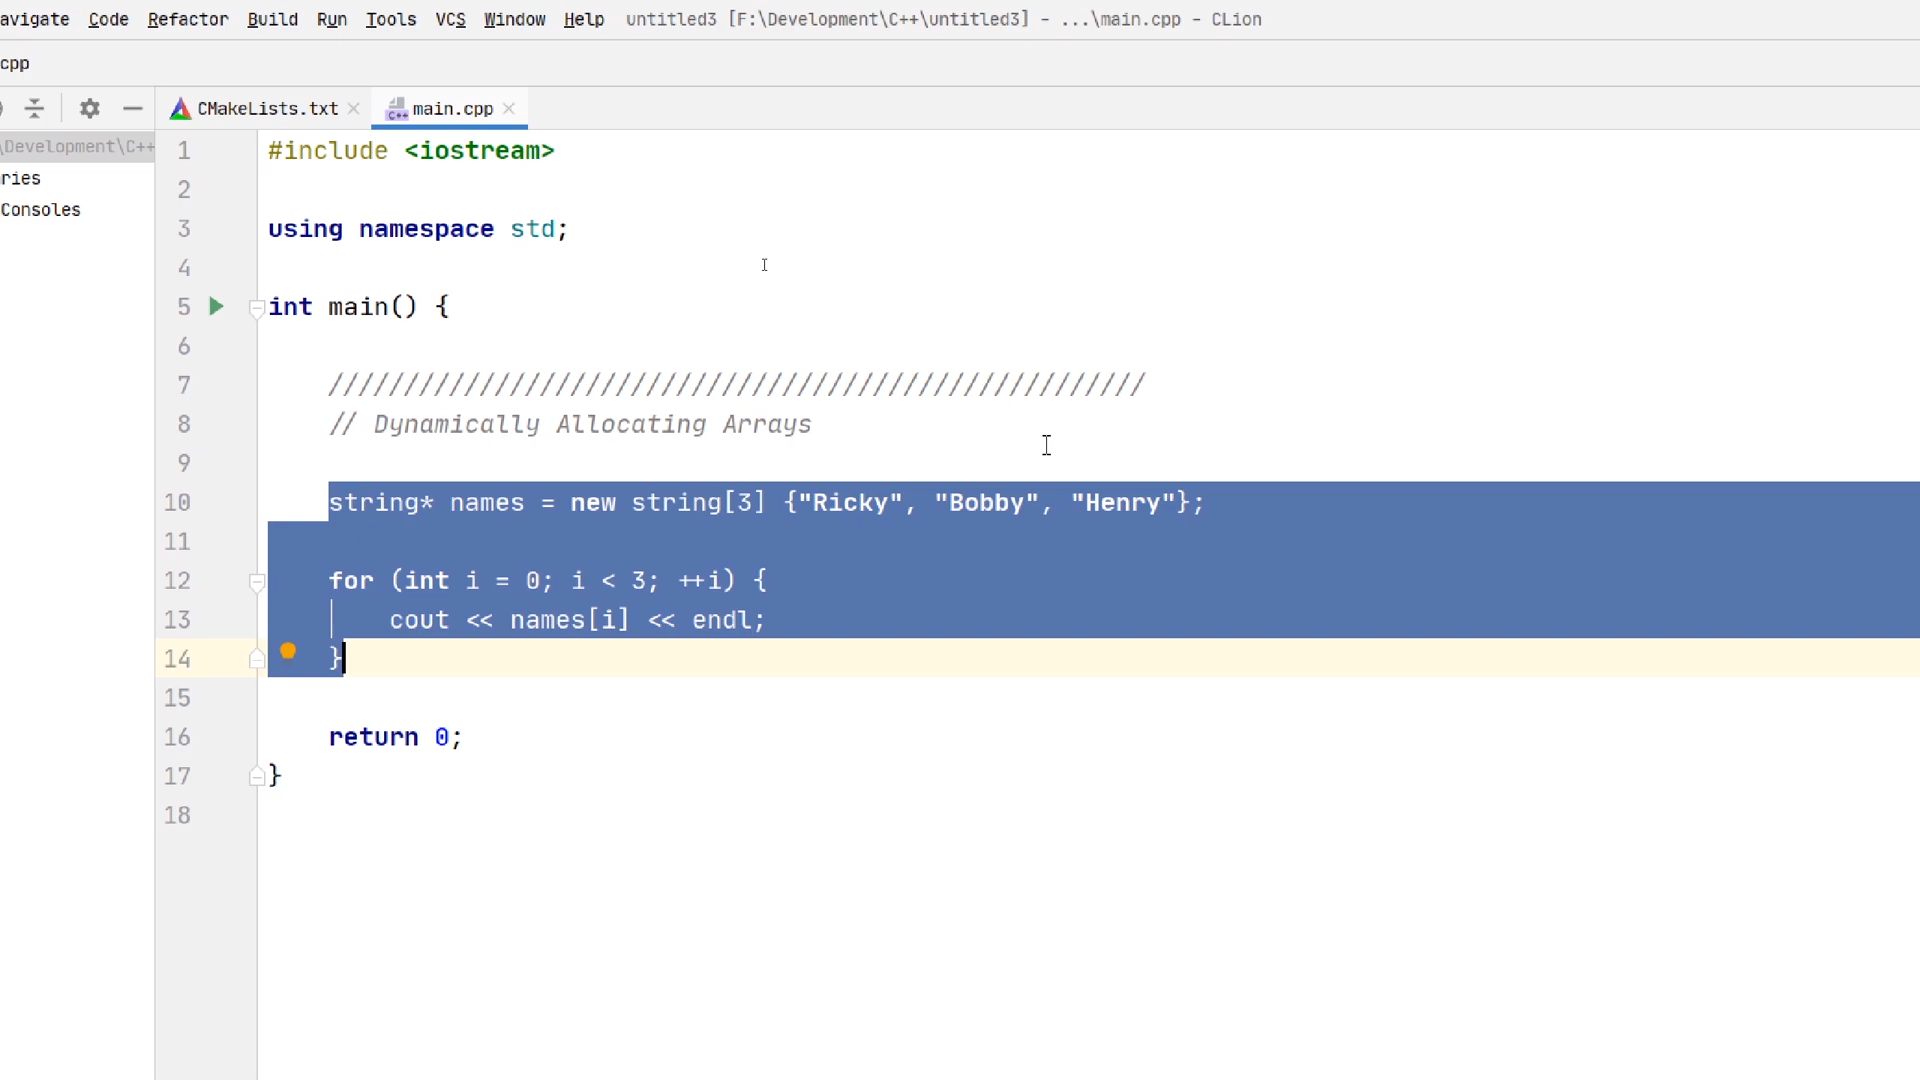 avigate Code Refactor Build Run Tools VCS Window Help untitled3 [F:\Development\C++\untitled3] - ...\main.cpp - CLion
cpp
CMakeLists.txt main.cpp
\Development\C++
ries
Consoles
1 #include <iostream>
2
3 using namespace std;
4
5 int main() {
6
7 //////////////////////////////////////////////////////
8 // Dynamically Allocating Arrays
9
10 string* names = new string[3] {"Ricky", "Bobby", "Henry"};
11
12 for (int i = 0; i < 3; ++i) {
13 cout << names[i] << endl;
14 }
15
16 return 0;
17 }
18